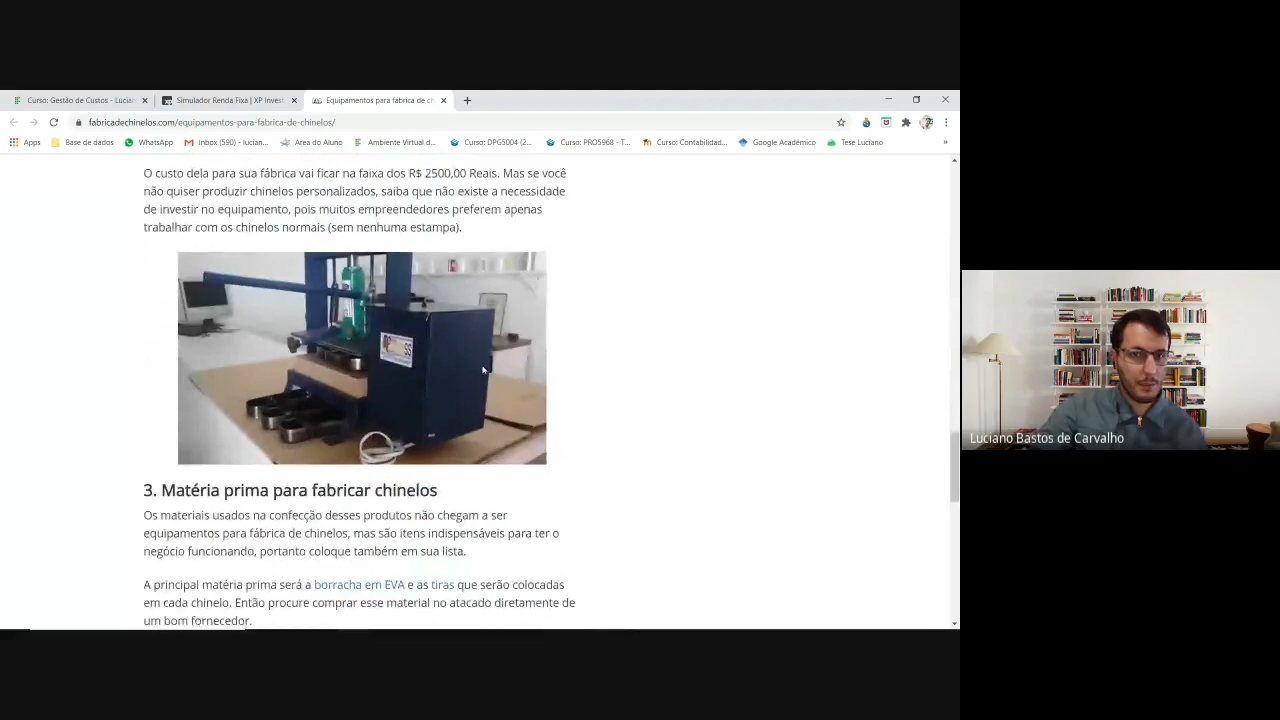 Curso: Gestão de Custos - Lucian
Simulador Renda Fixa | XP Invest
Equipamentos para fábrica de ch
fabricadechinelos.com/equipamentos-para-fabrica-de-chinelos/
Apps
Base de dados
WhatsApp
Inbox (590) - lucian...
Área do Aluno
Ambiente Virtual d...
Curso: DPG5004 (2...
Curso: PRO5968 - T...
Curso: Contabilidad...
Google Acadêmico
Tese Luciano
O custo dela para sua fábrica vai ficar na faixa dos R$ 2500,00 Reais. Mas se você
não quiser produzir chinelos personalizados, saiba que não existe a necessidade
de investir no equipamento, pois muitos empreendedores preferem apenas
trabalhar com os chinelos normais (sem nenhuma estampa).
3. Matéria prima para fabricar chinelos
Os materiais usados na confecção desses produtos não chegam a ser
equipamentos para fábrica de chinelos, mas são itens indispensáveis para ter o
negócio funcionando, portanto coloque também em sua lista.
A principal matéria prima será a borracha em EVA e as tiras que serão colocadas
em cada chinelo. Então procure comprar esse material no atacado diretamente de
um bom fornecedor.
Luciano Bastos de Carvalho